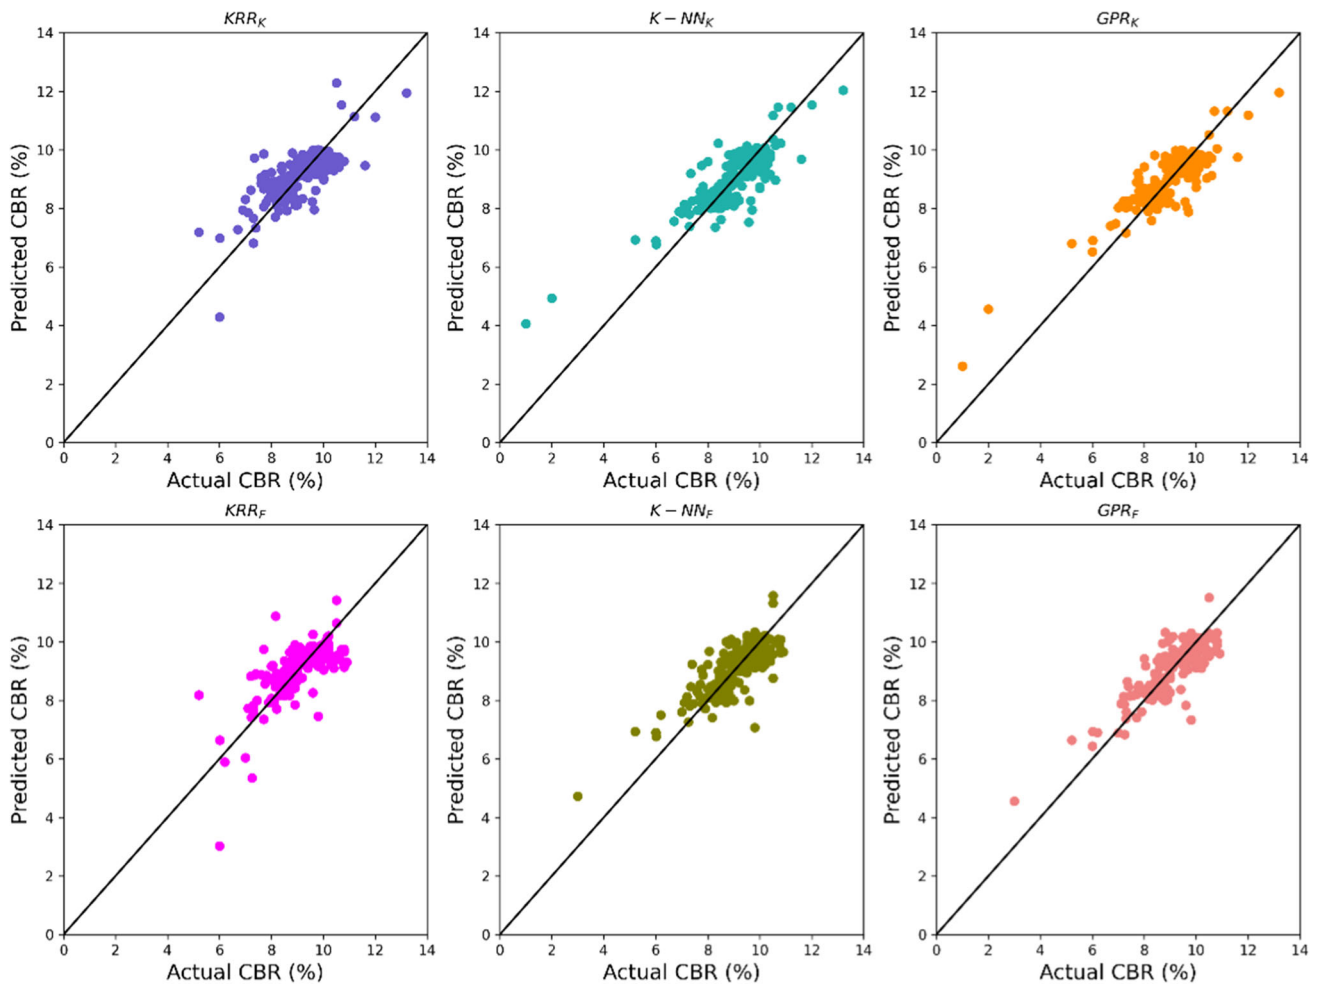 KRR_K
K − NN_K
GPR_K
14 14 14
12 12 12
10 10 10
8 8 8
6 6 6
4 4 4
2 2 2
0 0 0
Predicted CBR (%) Predicted CBR (%) Predicted CBR (%)
0 2 4 6 8 10 12 14 0 2 4 6 8 10 12 14 0 2 4 6 8 10 12 14
Actual CBR (%) Actual CBR (%) Actual CBR (%)
KRR_F
K − NN_F
GPR_F
14 14 14
12 12 12
10 10 10
8 8 8
6 6 6
4 4 4
2 2 2
0 0 0
Predicted CBR (%) Predicted CBR (%) Predicted CBR (%)
0 2 4 6 8 10 12 14 0 2 4 6 8 10 12 14 0 2 4 6 8 10 12 14
Actual CBR (%) Actual CBR (%) Actual CBR (%)